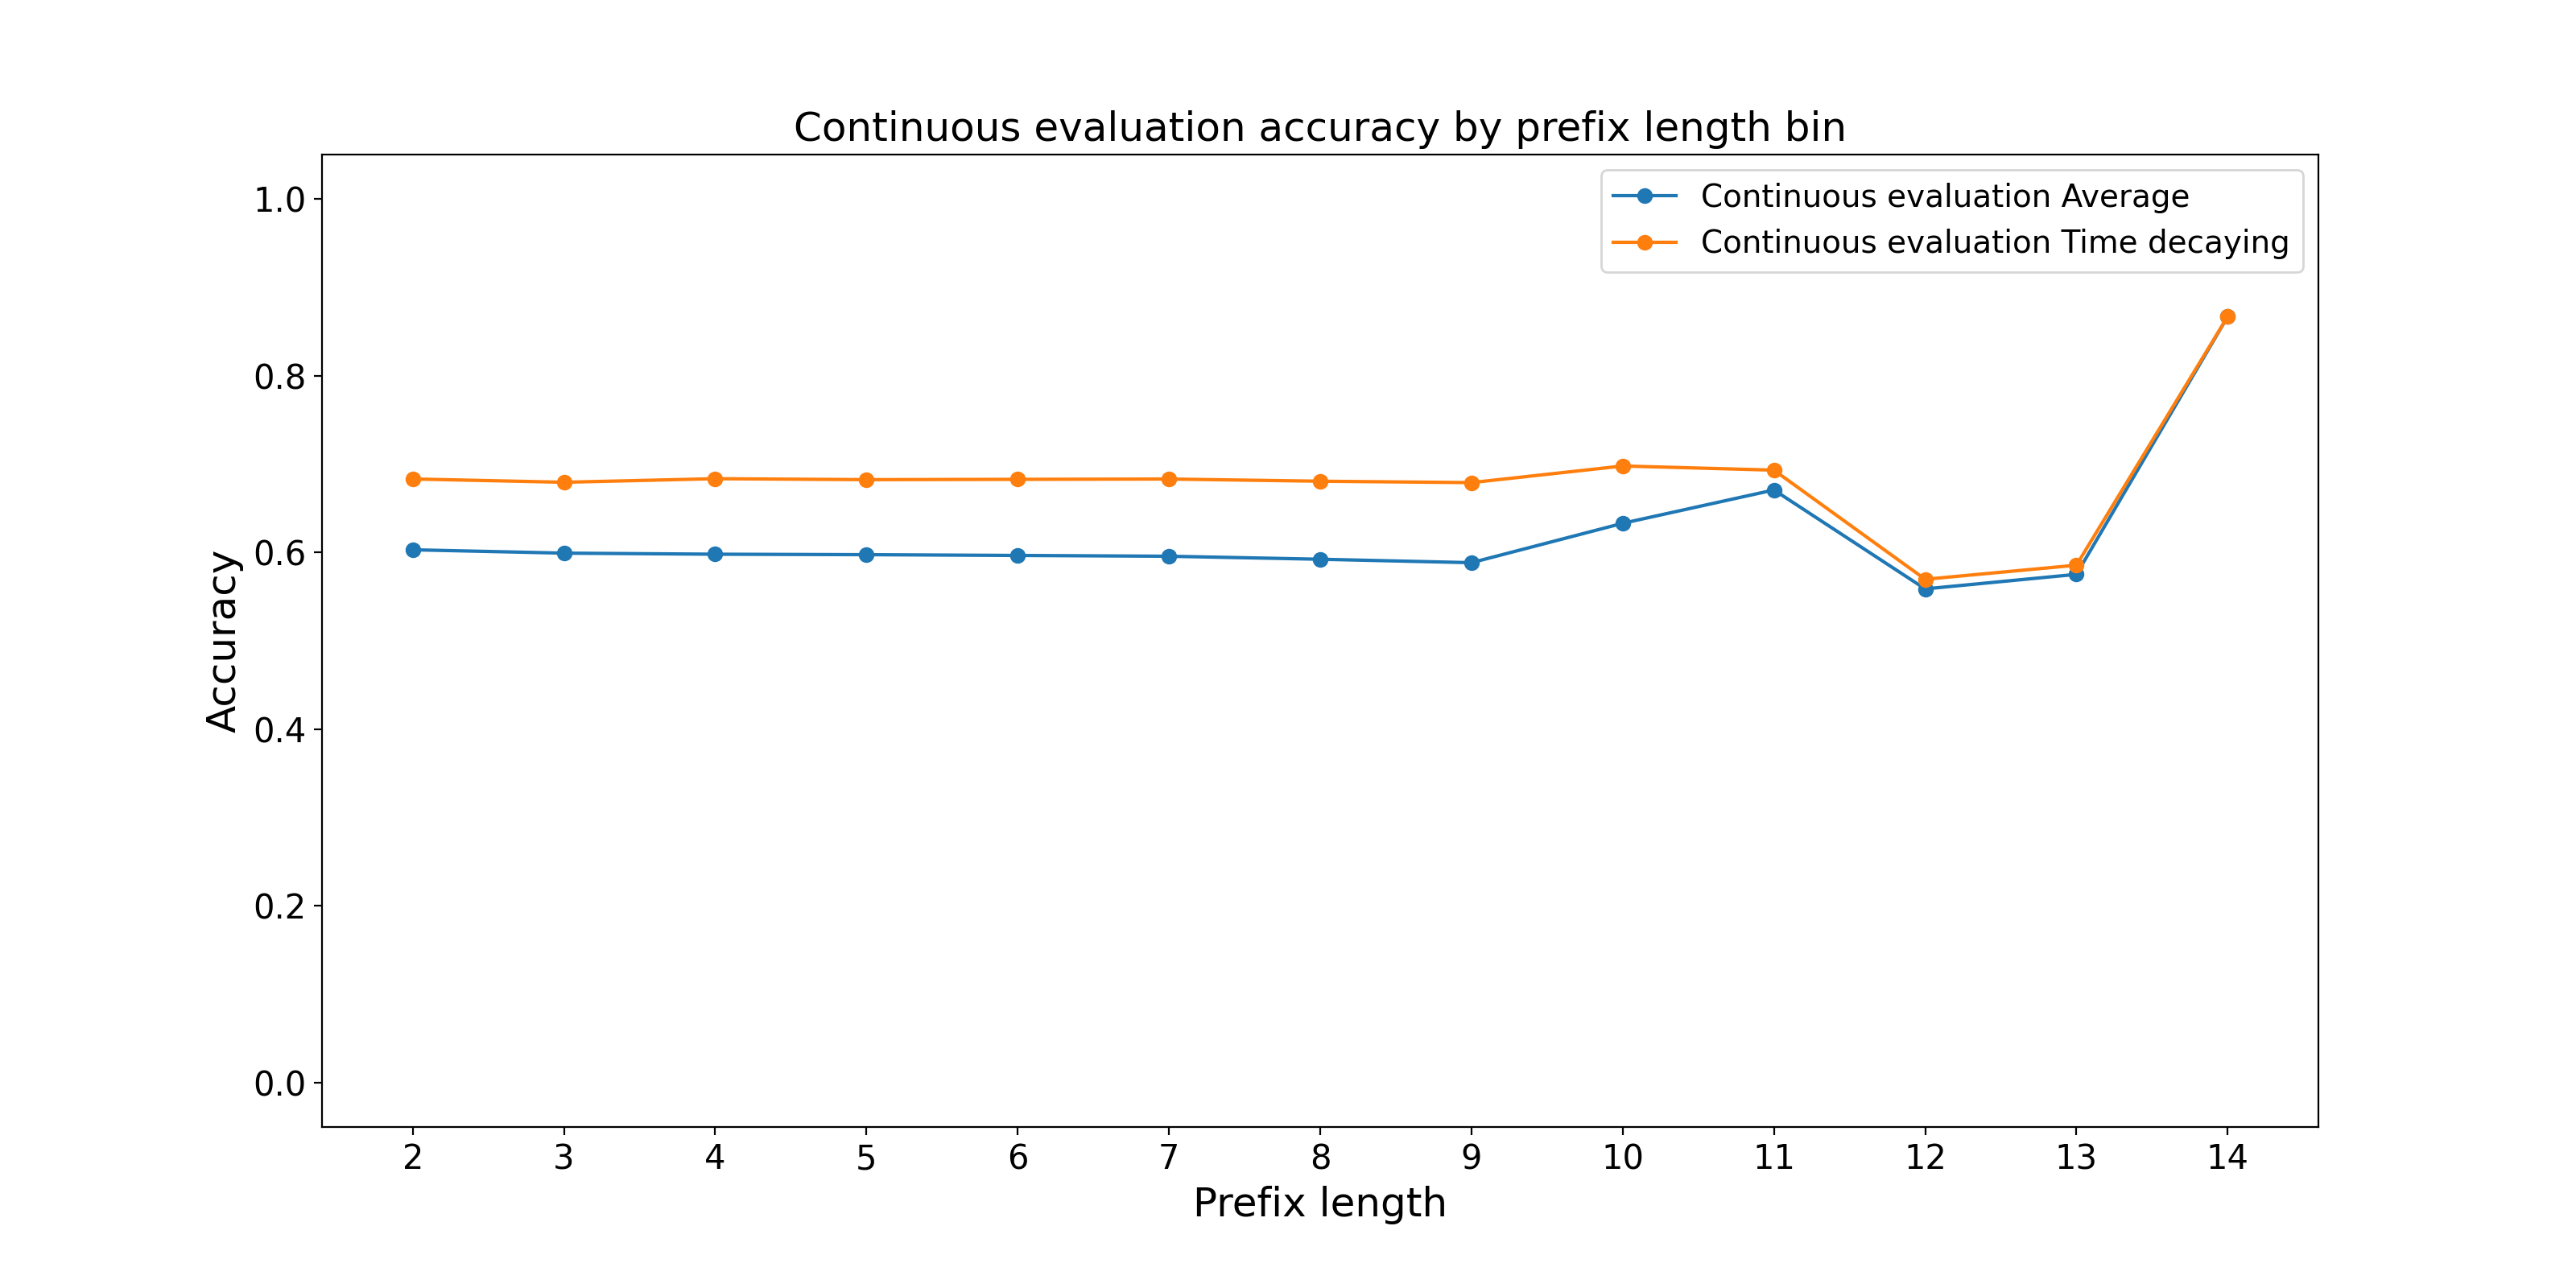 Continuous evaluation accuracy by prefix length bin
Continuous evaluation Average
Continuous evaluation Time decaying
Accuracy
1.0
0.8
0.6
0.4
0.2
0.0
2 3 4 5 6 7 8 9 10 11 12 13 14
Prefix length